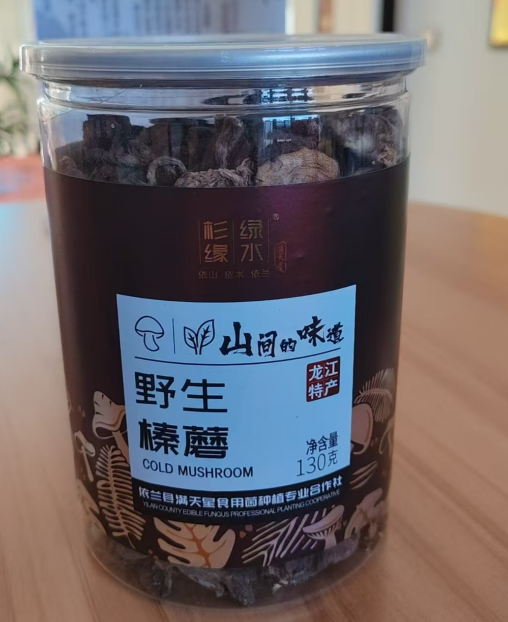 杉缘 绿水®
依山 依水 依兰
山间的味道
龙江
特产
野生
榛蘑
COLD MUSHROOM
净含量
130克
依兰县满天星食用菌种植专业合作社
YILAN COUNTY EDIBLE FUNGUS PROFESSIONAL PLANTING COOPERATIVE